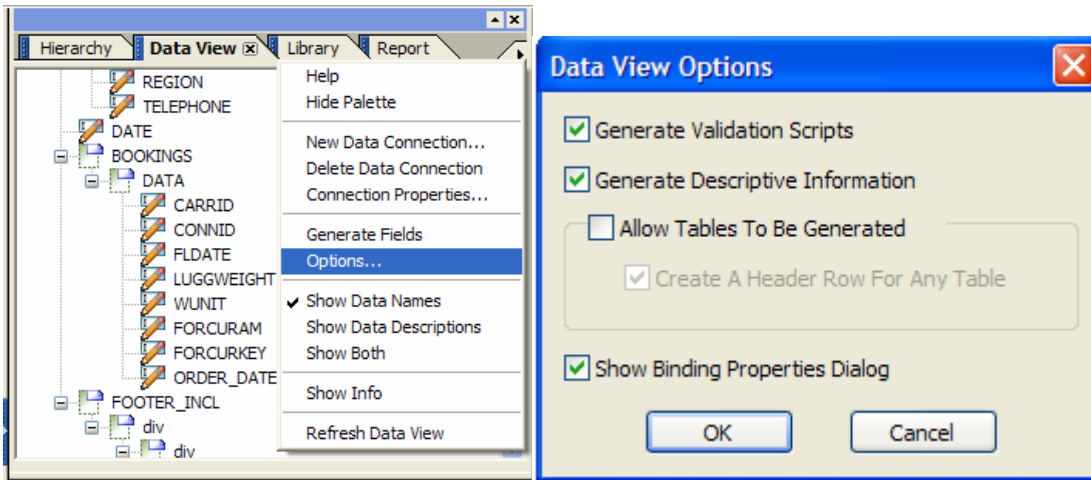 Hierarchy Data View Library Report
REGION
TELEPHONE
DATE
BOOKINGS
DATA
CARRID
CONNID
FLDATE
LUGGWEIGHT
WUNIT
FORCURAM
FORCURKEY
ORDER_DATE
FOOTER_INCL
div
div
Help
Hide Palette
New Data Connection...
Delete Data Connection
Connection Properties...
Generate Fields
Options...
Show Data Names
Show Data Descriptions
Show Both
Show Info
Refresh Data View
Data View Options
Generate Validation Scripts
Generate Descriptive Information
Allow Tables To Be Generated
Create A Header Row For Any Table
Show Binding Properties Dialog
OK Cancel